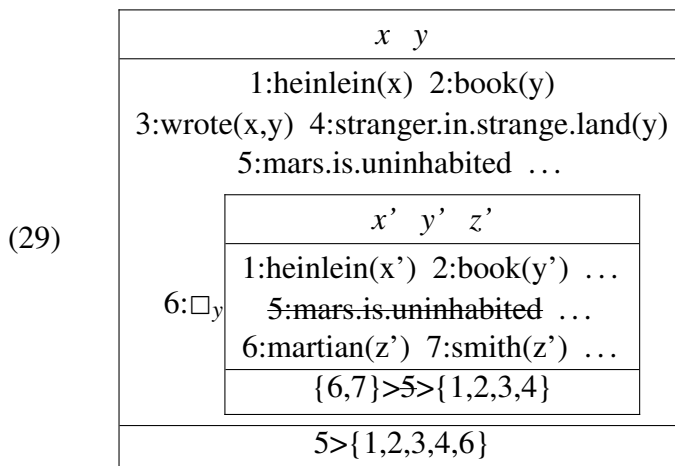 x y
1:heinlein(x) 2:book(y)
3:wrote(x,y) 4:stranger.in.strange.land(y)
5:mars.is.uninhabited ...
(29)
x' y' z'
1:heinlein(x') 2:book(y') ...
6:□y
5:mars.is.uninhabited ...
6:martian(z') 7:smith(z') ...
{6,7}>5>{1,2,3,4}
5>{1,2,3,4,6}